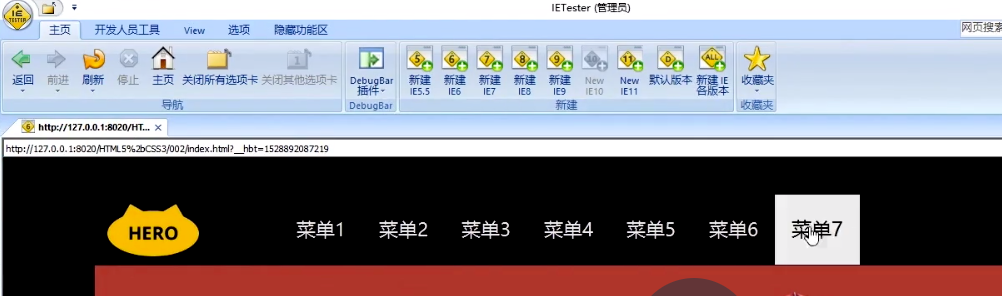 IETester (管理员)
主页 开发人员工具 View 选项 隐藏功能区
网页搜索
返回 前进 刷新 停止 主页 关闭所有选项卡 关闭其他选项卡 DebugBar 插件 新建 IE5.5 新建 IE6 新建 IE7 新建 IE8 新建 IE9 New IE10 New IE11 默认版本 新建 IE 各版本 收藏夹
导航 DebugBar 新建 收藏夹
http://127.0.0.1:8020/HT...
http://127.0.0.1:8020/HTML5%2bCSS3/002/index.html?__hbt=1528892087219
HERO 菜单1 菜单2 菜单3 菜单4 菜单5 菜单6 菜单7